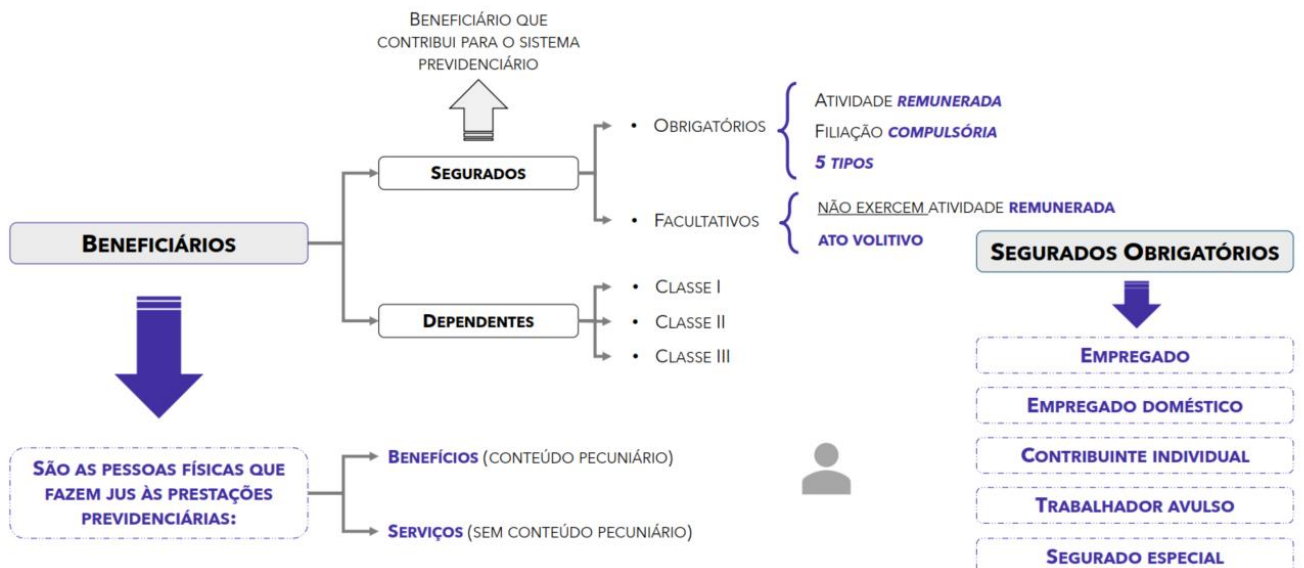 Beneficiário que
contribui para o sistema
previdenciário
Segurados
• Obrigatórios
Atividade remunerada
Filiação compulsória
5 tipos
• Facultativos
não exercem atividade remunerada
ato volitivo
Beneficiários
Dependentes
• Classe I
• Classe II
• Classe III
São as pessoas físicas que
fazem jus às prestações
previdenciárias:
Benefícios (conteúdo pecuniário)
Serviços (sem conteúdo pecuniário)
Segurados Obrigatórios
Empregado
Empregado doméstico
Contribuinte individual
Trabalhador avulso
Segurado especial